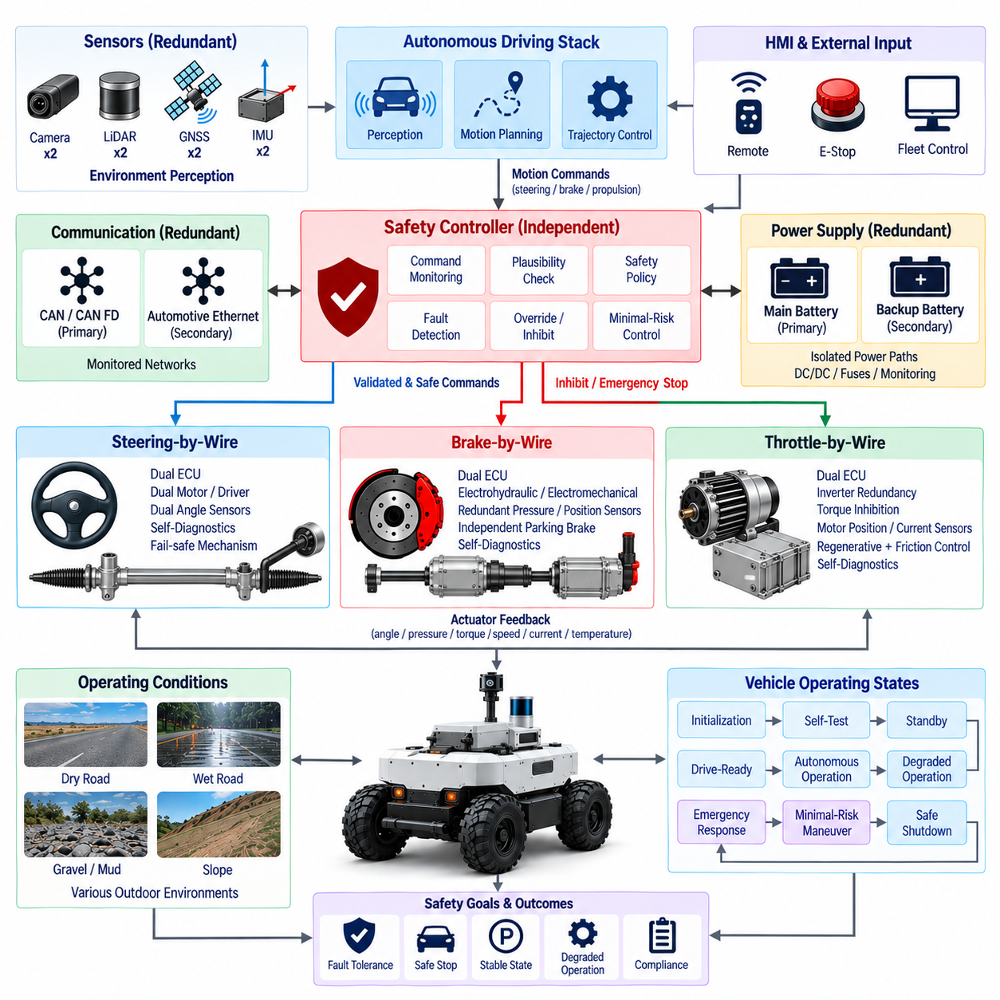 Sensors (Redundant)
Camera
x2
LiDAR
x2
GNSS
x2
IMU
x2
Environment Perception
Autonomous Driving Stack
Perception
Motion Planning
Trajectory Control
HMI & External Input
Remote
E-Stop
Fleet Control
Motion Commands
(steering / brake / propulsion)
Communication (Redundant)
CAN / CAN FD
(Primary)
Automotive Ethernet
(Secondary)
Monitored Networks
Safety Controller (Independent)
Command
Monitoring
Plausibility
Check
Safety
Policy
Fault
Detection
Override /
Inhibit
Minimal-Risk
Control
Power Supply (Redundant)
Main Battery
(Primary)
Backup Battery
(Secondary)
Isolated Power Paths
DC/DC / Fuses / Monitoring
Validated & Safe Commands
Inhibit / Emergency Stop
Steering-by-Wire
Dual ECU
Dual Motor / Driver
Dual Angle Sensors
Self-Diagnostics
Fail-safe Mechanism
Brake-by-Wire
Dual ECU
Electrohydraulic / Electromechanical
Redundant Pressure / Position Sensors
Independent Parking Brake
Self-Diagnostics
Throttle-by-Wire
Dual ECU
Inverter Redundancy
Torque Inhibition
Motor Position / Current Sensors
Regenerative + Friction Control
Self-Diagnostics
Actuator Feedback
(angle / pressure / torque / speed / current / temperature)
Operating Conditions
Dry Road
Wet Road
Gravel / Mud
Slope
Various Outdoor Environments
Vehicle Operating States
Initialization
Self-Test
Standby
Drive-Ready
Autonomous
Operation
Degraded
Operation
Emergency
Response
Minimal-Risk
Maneuver
Safe
Shutdown
Safety Goals & Outcomes
Fault Tolerance
Safe Stop
P
Stable State
Degraded
Operation
Compliance